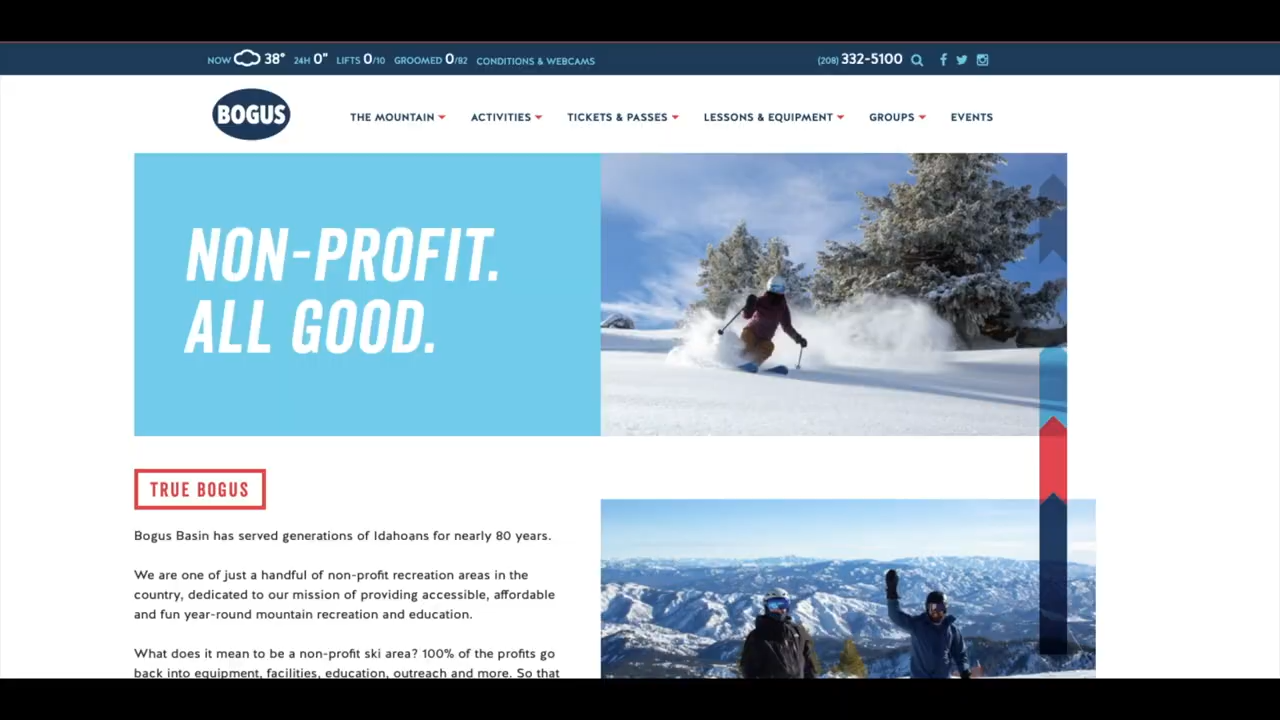 NOW 38° 24H 0" LIFTS 0/10 GROOMED 0/82 CONDITIONS & WEBCAMS (208) 332-5100
BOGUS THE MOUNTAIN ACTIVITIES TICKETS & PASSES LESSONS & EQUIPMENT GROUPS EVENTS
NON-PROFIT.
ALL GOOD.
TRUE BOGUS
Bogus Basin has served generations of Idahoans for nearly 80 years.
We are one of just a handful of non-profit recreation areas in the
country, dedicated to our mission of providing accessible, affordable
and fun year-round mountain recreation and education.
What does it mean to be a non-profit ski area? 100% of the profits go
back into equipment, facilities, education, outreach and more. So that